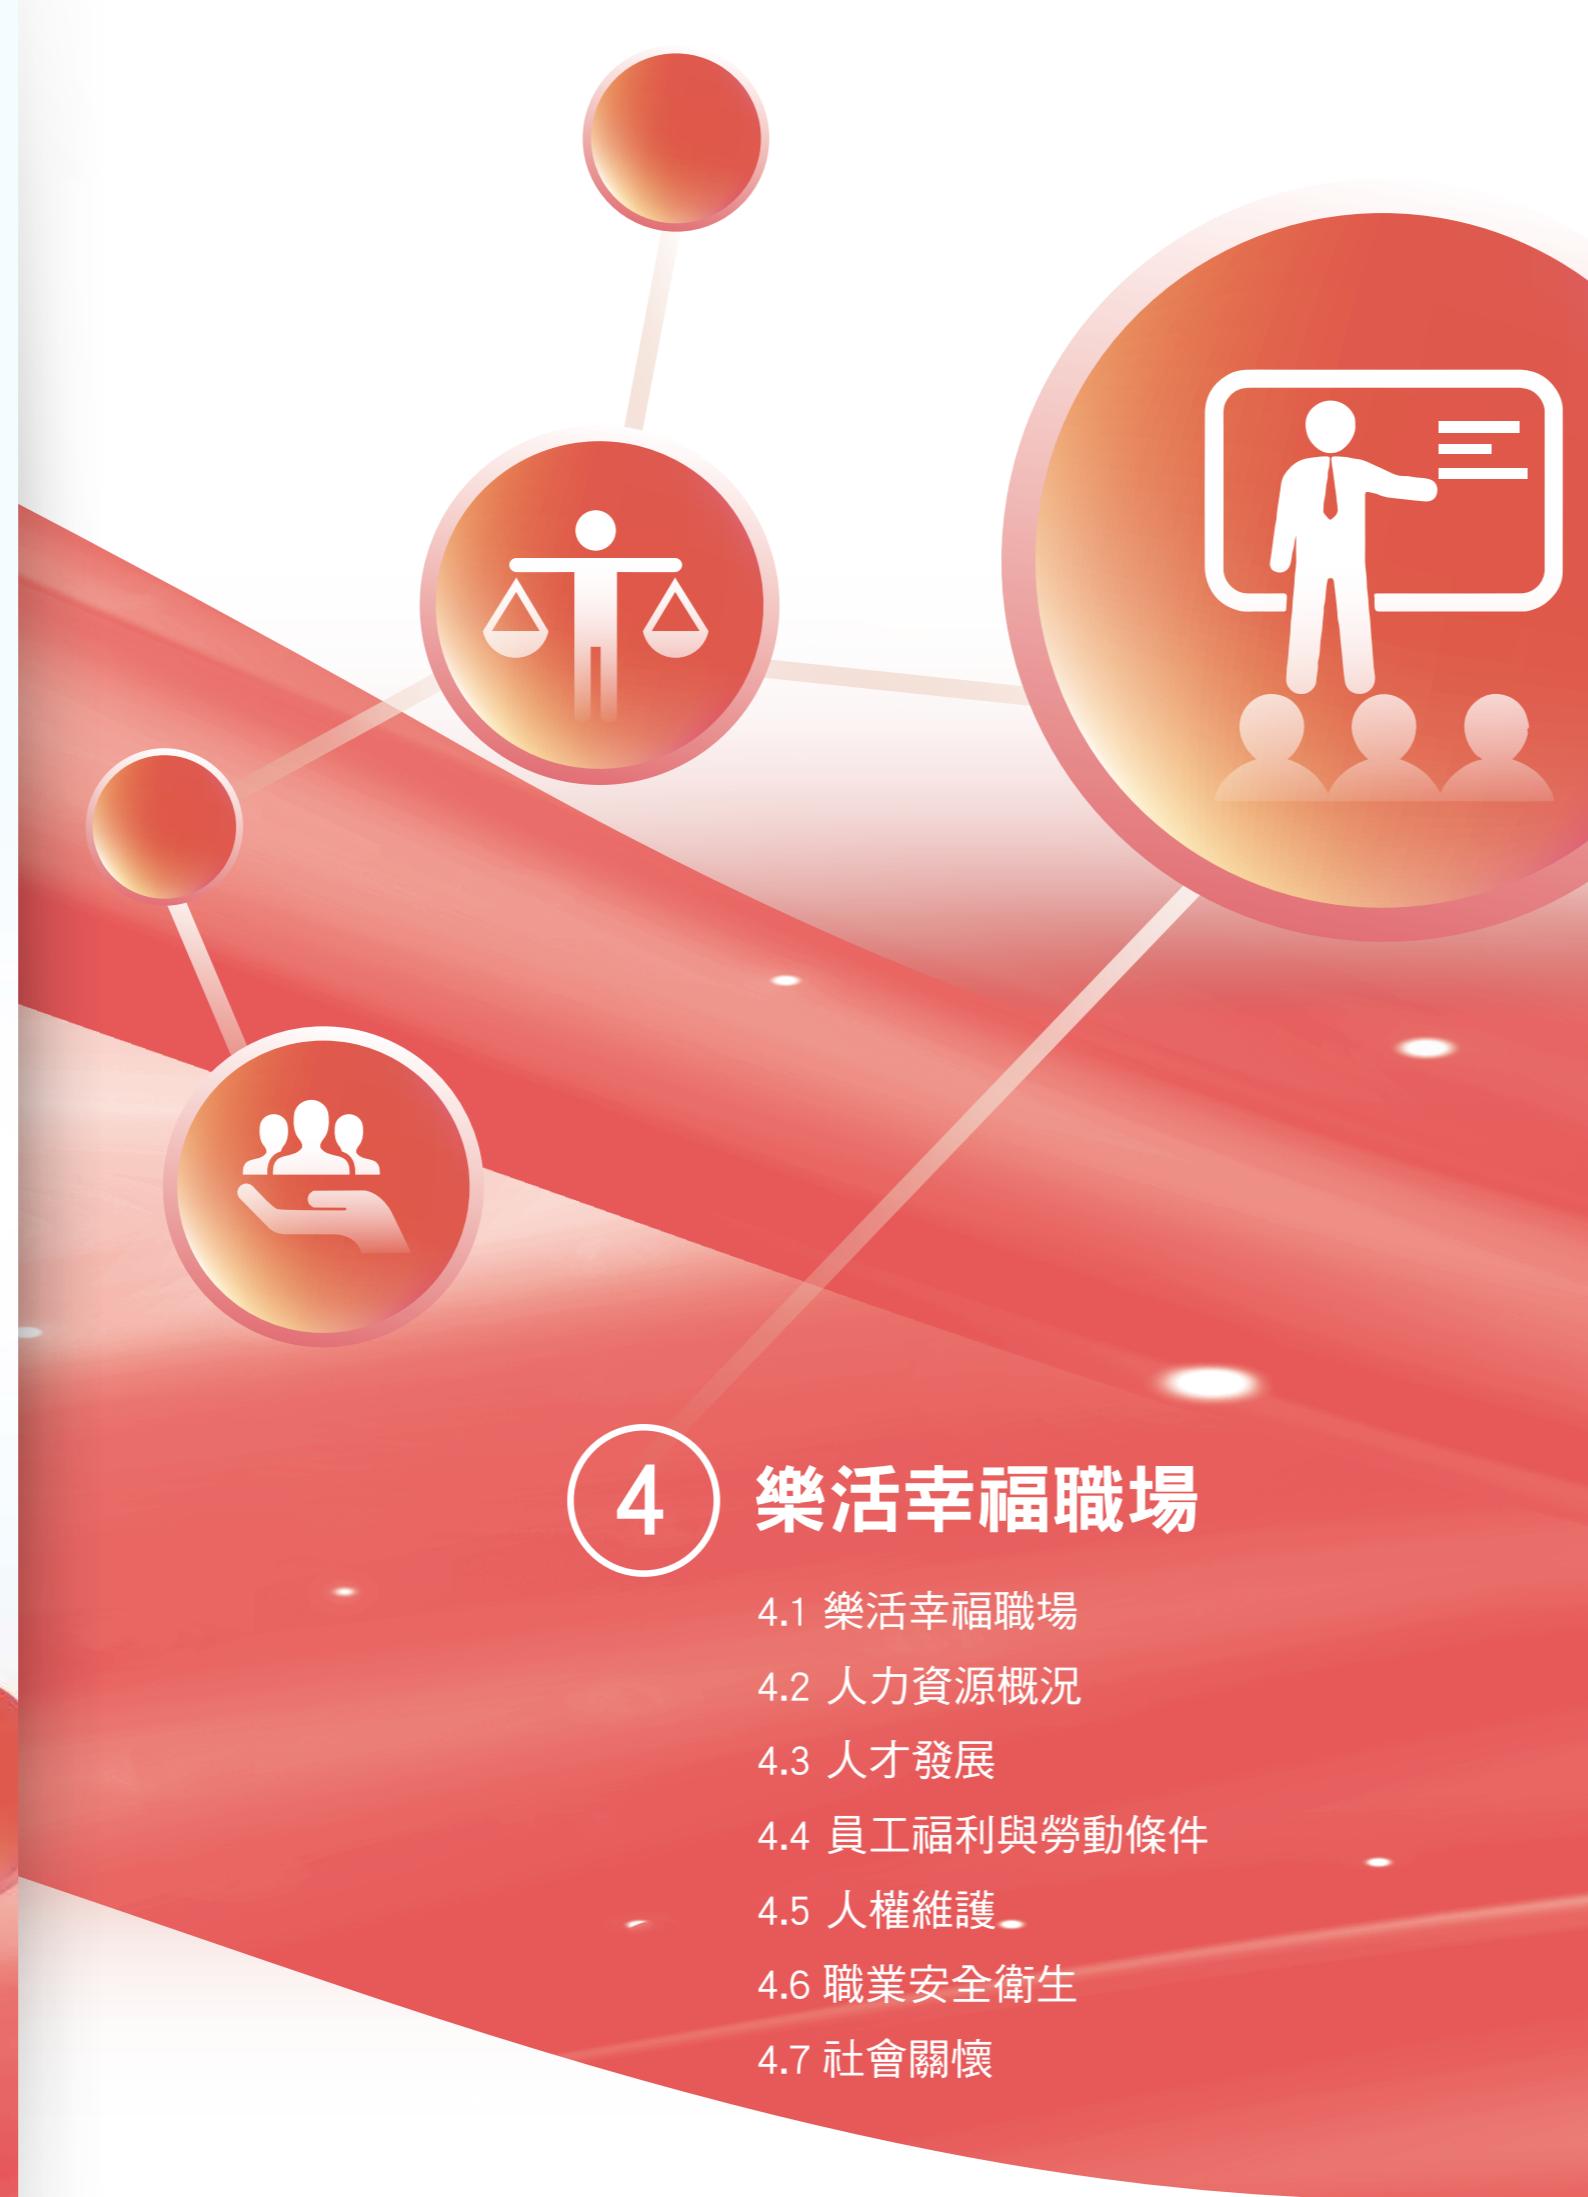 4 樂活幸福職場
4.1 樂活幸福職場
4.2 人力資源概況
4.3 人才發展
4.4 員工福利與勞動條件
4.5 人權維護
4.6 職業安全衛生
4.7 社會關懷